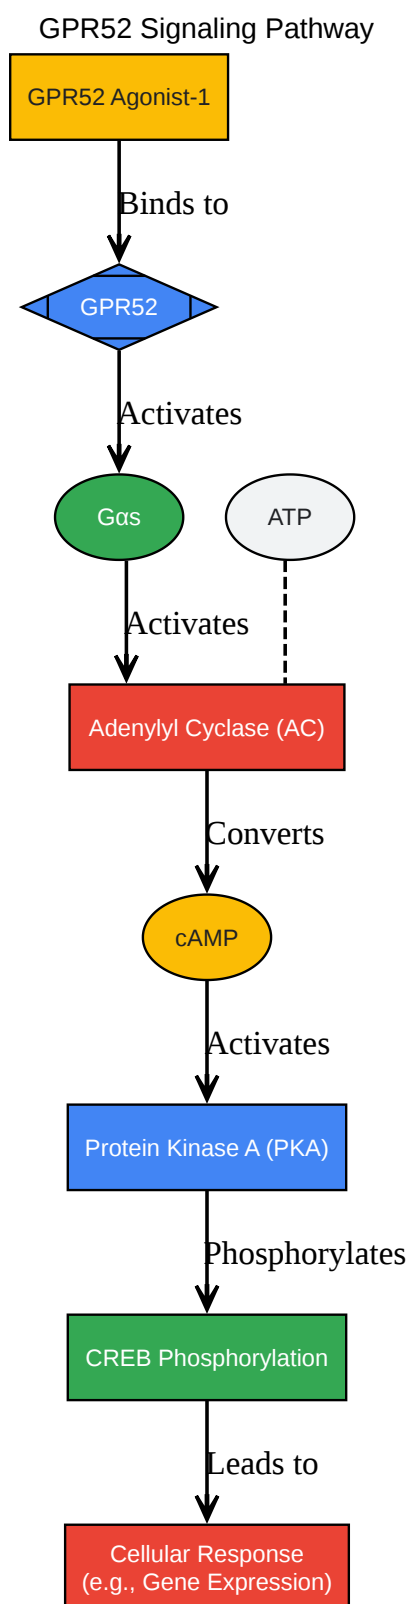 GPR52 Signaling Pathway
GPR52 Agonist-1
Binds to
GPR52
Activates
Gαs
ATP
Activates
Adenylyl Cyclase (AC)
Converts
cAMP
Activates
Protein Kinase A (PKA)
Phosphorylates
CREB Phosphorylation
Leads to
Cellular Response
(e.g., Gene Expression)